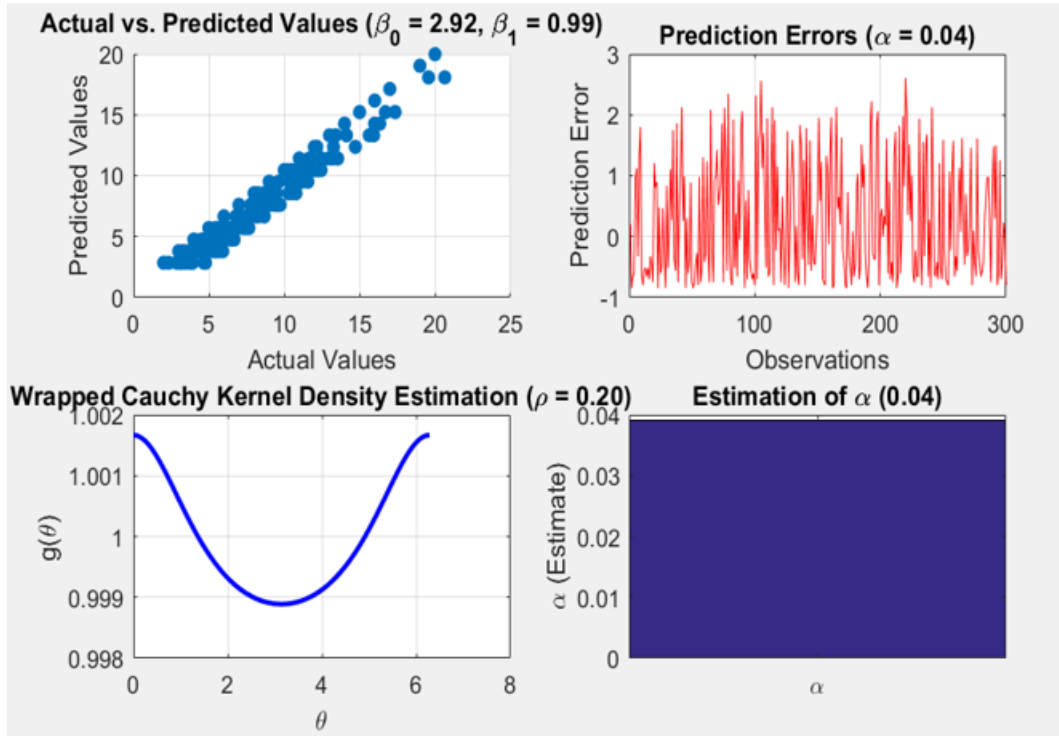 Actual vs. Predicted Values (β₀ = 2.92, β₁ = 0.99)
Predicted Values
20
15
10
5
0
0 5 10 15 20 25
Actual Values
Prediction Errors (α = 0.04)
Prediction Error
3
2
1
0
-1
0 100 200 300
Observations
Wrapped Cauchy Kernel Density Estimation (ρ = 0.20)
g(θ)
1.002
1.001
1
0.999
0.998
0 2 4 6 8
θ
Estimation of α (0.04)
α (Estimate)
0.04
0.03
0.02
0.01
0
α